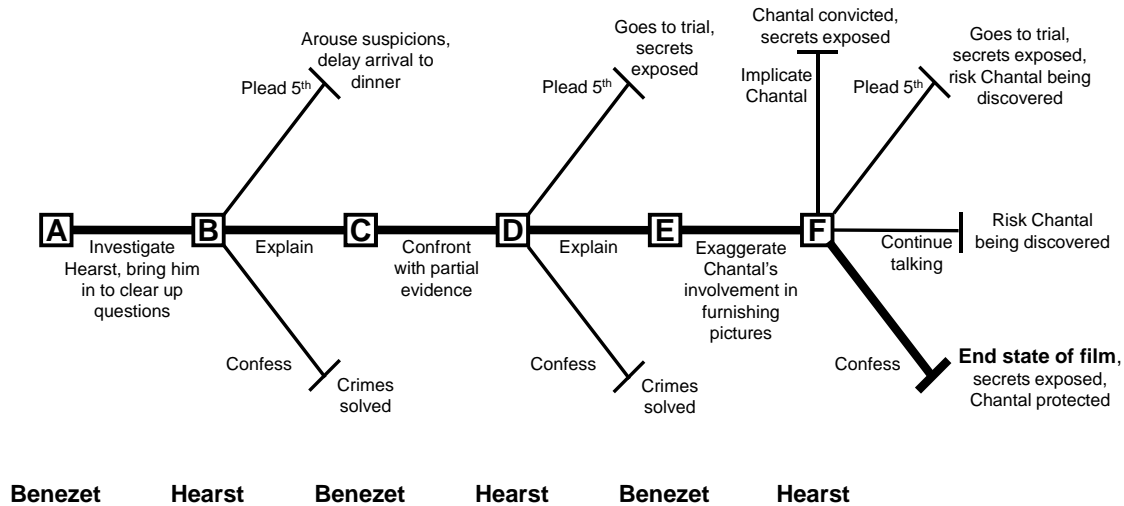 Arouse suspicions,
delay arrival to
dinner
Plead 5th
Goes to trial,
secrets
exposed
Plead 5th
Chantal convicted,
secrets exposed
Implicate
Chantal
Goes to trial,
secrets exposed,
risk Chantal being
discovered
Plead 5th
A
B
C
D
E
F
Investigate
Hearst, bring him
in to clear up
questions
Explain
Confront
with partial
evidence
Explain
Exaggerate
Chantal's
involvement in
furnishing
pictures
Continue
talking
Risk Chantal
being discovered
Confess
Crimes
solved
Confess
Crimes
solved
Confess
End state of film,
secrets exposed,
Chantal protected
Benezet
Hearst
Benezet
Hearst
Benezet
Hearst